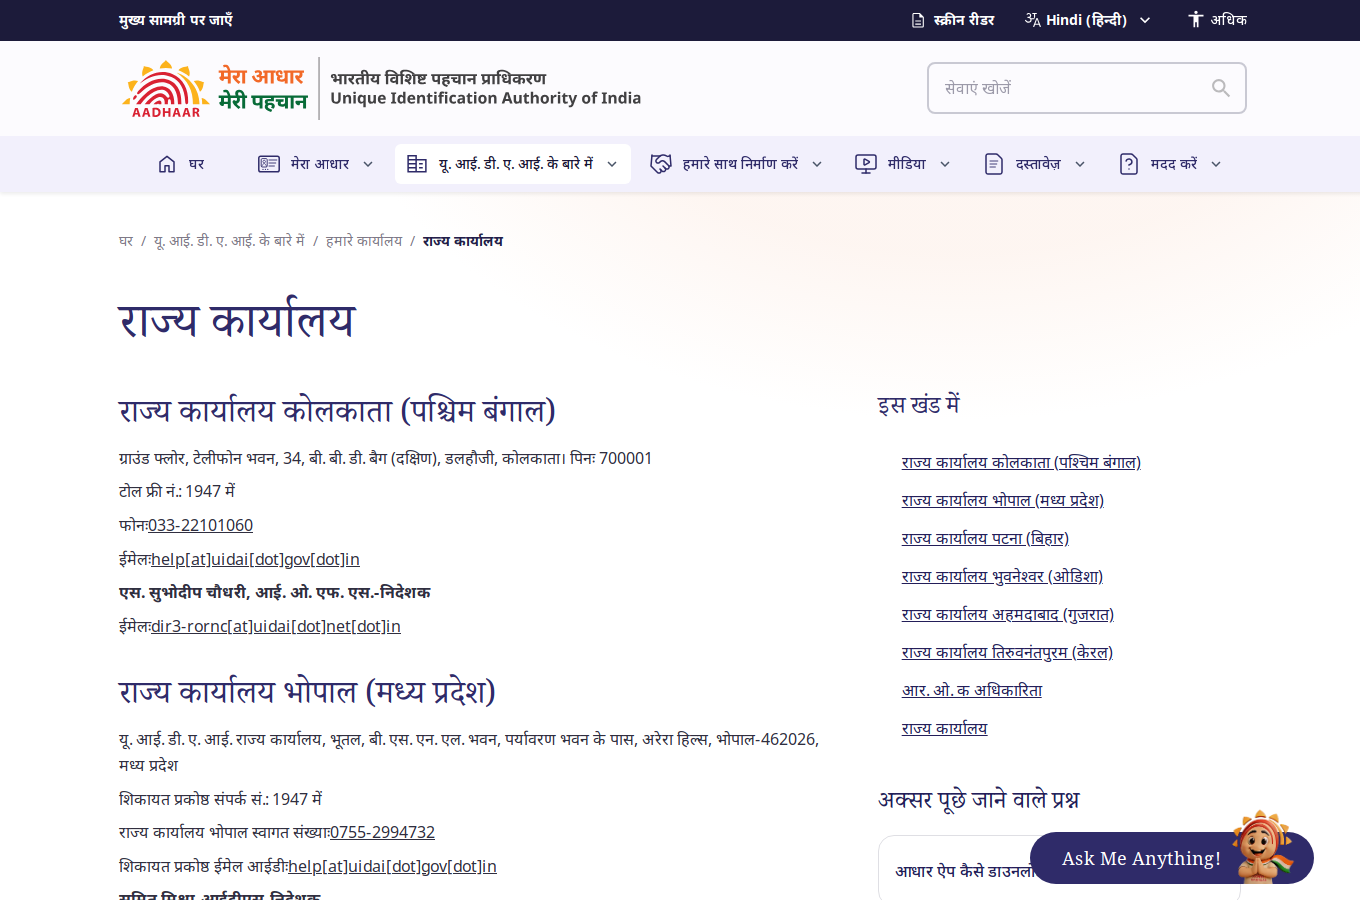 मुख्य सामग्री पर जाएँ
स्क्रीन रीडर
Hindi (हिन्दी)
अधिक
मेरा आधार
मेरी पहचान
AADHAAR
भारतीय विशिष्ट पहचान प्राधिकरण
Unique Identification Authority of India
सेवाएं खोजें
घर
मेरा आधार
यू. आई. डी. ए. आई. के बारे में
हमारे साथ निर्माण करें
मीडिया
दस्तावेज़
मदद करें
घर / यू. आई. डी. ए. आई. के बारे में / हमारे कार्यालय / राज्य कार्यालय
राज्य कार्यालय
राज्य कार्यालय कोलकाता (पश्चिम बंगाल)
ग्राउंड फ्लोर, टेलीफोन भवन, 34, बी. बी. डी. बैग (दक्षिण), डलहौजी, कोलकाता। पिनः 700001
टोल फ्री नं.: 1947 में
फोनः033-22101060
ईमेलःhelp[at]uidai[dot]gov[dot]in
एस. सुभोदीप चौधरी, आई. ओ. एफ. एस.-निदेशक
ईमेलःdir3-rornc[at]uidai[dot]net[dot]in
राज्य कार्यालय भोपाल (मध्य प्रदेश)
यू. आई. डी. ए. आई. राज्य कार्यालय, भूतल, बी. एस. एन. एल. भवन, पर्यावरण भवन के पास, अरेरा हिल्स, भोपाल-462026,
मध्य प्रदेश
शिकायत प्रकोष्ठ संपर्क सं.: 1947 में
राज्य कार्यालय भोपाल स्वागत संख्याः0755-2994732
शिकायत प्रकोष्ठ ईमेल आईडीःhelp[at]uidai[dot]gov[dot]in
इस खंड में
राज्य कार्यालय कोलकाता (पश्चिम बंगाल)
राज्य कार्यालय भोपाल (मध्य प्रदेश)
राज्य कार्यालय पटना (बिहार)
राज्य कार्यालय भुवनेश्वर (ओडिशा)
राज्य कार्यालय अहमदाबाद (गुजरात)
राज्य कार्यालय तिरुवनंतपुरम (केरल)
आर. ओ. क अधिकारिता
राज्य कार्यालय
अक्सर पूछे जाने वाले प्रश्न
आधार ऐप कैसे
Ask Me Anything!